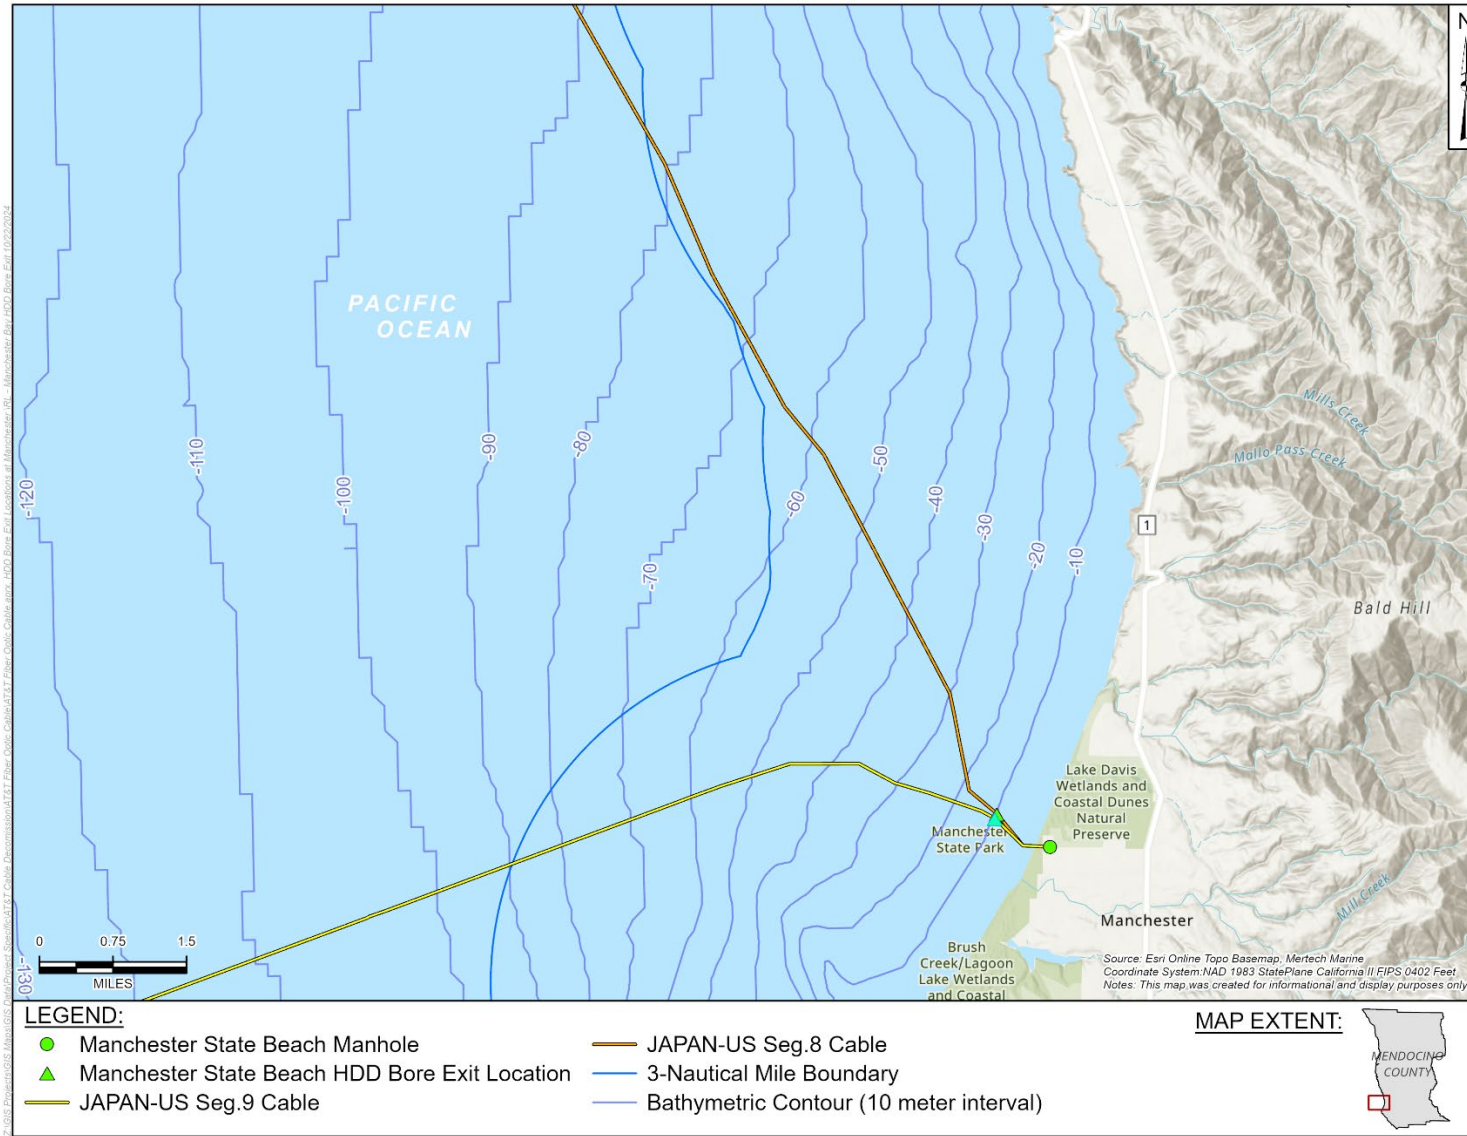 N
PACIFIC
OCEAN
Mills Creek
Mallo Pass Creek
-120
-110
-100
-90
-80
-70
-60
-50
-40
-30
-20
-10
1
Bald Hill
Lake Davis
Wetlands and
Coastal Dunes
Natural
Preserve
Manchester
State Park
Manchester
Mill Creek
Brush
Creek/Lagoon
Lake Wetlands
and Coastal
-130
0 0.75 1.5
MILES
Source: Esri Online Topo Basemap, Mertech Marine
Coordinate System:NAD 1983 StatePlane California II FIPS 0402 Feet
Notes: This map was created for informational and display purposes only
LEGEND:
Manchester State Beach Manhole
Manchester State Beach HDD Bore Exit Location
JAPAN-US Seg.9 Cable
JAPAN-US Seg.8 Cable
3-Nautical Mile Boundary
Bathymetric Contour (10 meter interval)
MAP EXTENT:
MENDOCINO
COUNTY